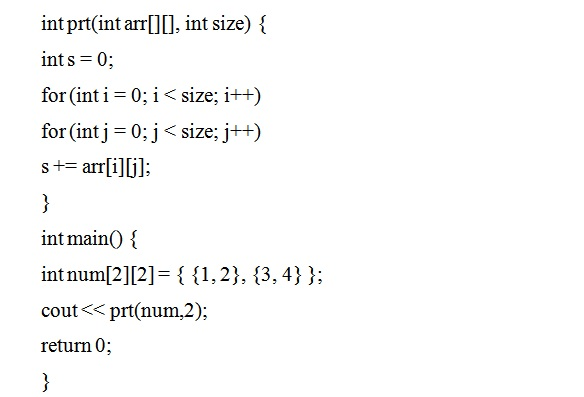 int prt(int arr[][], int size) {
int s = 0;
for (int i = 0; i < size; i++)
for (int j = 0; j < size; j++)
s += arr[i][j];
}
int main() {
int num[2][2] = { {1, 2}, {3, 4} };
cout << prt(num,2);
return 0;
}